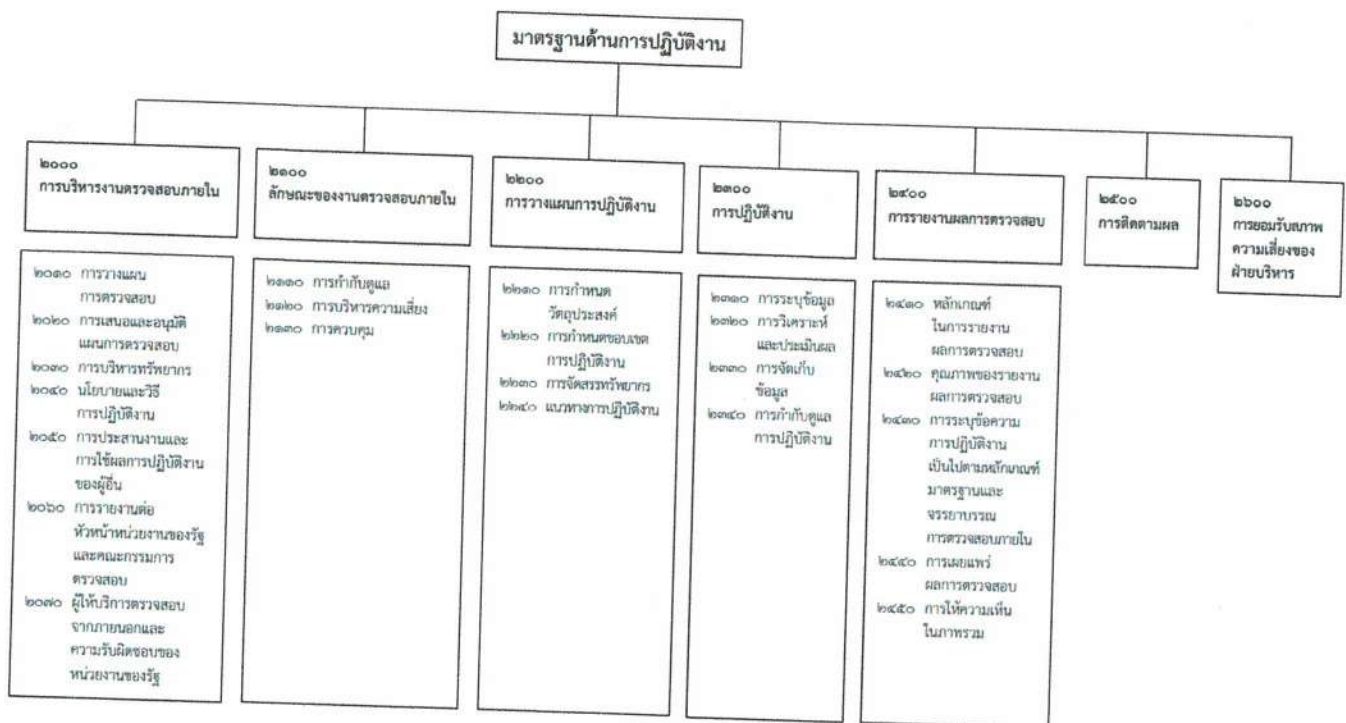 มาตรฐานด้านการปฏิบัติงาน
๒๐๐๐
การบริหารงานตรวจสอบภายใน
๒๐๑๐ การวางแผน
การตรวจสอบ
๒๐๒๐ การเสนอและอนุมัติ
แผนการตรวจสอบ
๒๐๓๐ การบริหารทรัพยากร
๒๐๔๐ นโยบายและวิธี
การปฏิบัติงาน
๒๐๕๐ การประสานงานและ
การใช้ผลการปฏิบัติงาน
ของผู้อื่น
๒๐๖๐ การรายงานต่อ
หัวหน้าหน่วยงานของรัฐ
และคณะกรรมการ
ตรวจสอบ
๒๐๗๐ ผู้ให้บริการตรวจสอบ
จากภายนอกและ
ความรับผิดชอบของ
หน่วยงานของรัฐ
๒๑๐๐
ลักษณะของงานตรวจสอบภายใน
๒๑๑๐ การกำกับดูแล
๒๑๒๐ การบริหารความเสี่ยง
๒๑๓๐ การควบคุม
๒๒๐๐
การวางแผนการปฏิบัติงาน
๒๒๑๐ การกำหนด
วัตถุประสงค์
๒๒๒๐ การกำหนดขอบเขต
การปฏิบัติงาน
๒๒๓๐ การจัดสรรทรัพยากร
๒๒๔๐ แนวทางการปฏิบัติงาน
๒๓๐๐
การปฏิบัติงาน
๒๓๑๐ การระบุข้อมูล
๒๓๒๐ การวิเคราะห์
และประเมินผล
๒๓๓๐ การจัดเก็บ
ข้อมูล
๒๓๔๐ การกำกับดูแล
การปฏิบัติงาน
๒๔๐๐
การรายงานผลการตรวจสอบ
๒๔๑๐ หลักเกณฑ์
ในการรายงาน
ผลการตรวจสอบ
๒๔๒๐ คุณภาพของรายงาน
ผลการตรวจสอบ
๒๔๓๐ การระบุข้อความ
การปฏิบัติงาน
เป็นไปตามหลักเกณฑ์
มาตรฐานและ
จรรยาบรรณ
การตรวจสอบภายใน
๒๔๔๐ การเผยแพร่
ผลการตรวจสอบ
๒๔๕๐ การให้ความเห็น
ในภาพรวม
๒๕๐๐
การติดตามผล
๒๖๐๐
การยอมรับสภาพ
ความเสี่ยงของ
ฝ่ายบริหาร